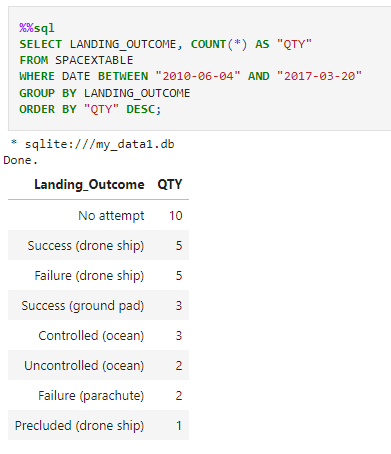 %%sql
SELECT LANDING_OUTCOME, COUNT(*) AS "QTY"
FROM SPACEXTABLE
WHERE DATE BETWEEN "2010-06-04" AND "2017-03-20"
GROUP BY LANDING_OUTCOME
ORDER BY "QTY" DESC;
* sqlite:///my_data1.db
Done.
Landing_Outcome QTY
No attempt 10
Success (drone ship) 5
Failure (drone ship) 5
Success (ground pad) 3
Controlled (ocean) 3
Uncontrolled (ocean) 2
Failure (parachute) 2
Precluded (drone ship) 1